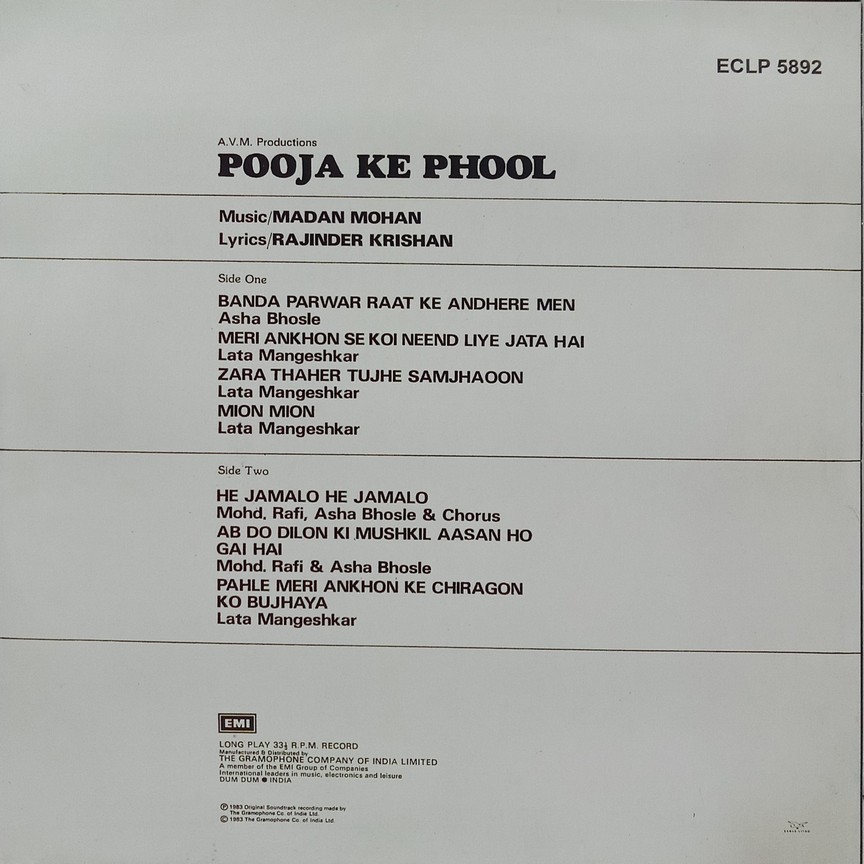 ECLP 5892
A.V.M. Productions
POOJA KE PHOOL
Music/MADAN MOHAN
Lyrics/RAJINDER KRISHAN
Side One
BANDA PARWAR RAAT KE ANDHERE MEN
Asha Bhosle
MERI ANKHON SE KOI NEEND LIYE JATA HAI
Lata Mangeshkar
ZARA THAHER TUJHE SAMJHAOON
Lata Mangeshkar
MION MION
Lata Mangeshkar
Side Two
HE JAMALO HE JAMALO
Mohd. Rafi, Asha Bhosle & Chorus
AB DO DILON KI MUSHKIL AASAN HO
GAI HAI
Mohd. Rafi & Asha Bhosle
PAHLE MERI ANKHON KE CHIRAGON
KO BUJHAYA
Lata Mangeshkar
EMI
LONG PLAY 33⅓ R.P.M. RECORD
Manufactured & Distributed by
THE GRAMOPHONE COMPANY OF INDIA LIMITED
A member of the EMI Group of Companies
International leaders in music, electronics and leisure
DUM DUM ● INDIA
℗ 1983 Original Soundtrack recording made by
The Gramophone Co. of India Ltd.
© 1983 The Gramophone Co. of India Ltd.